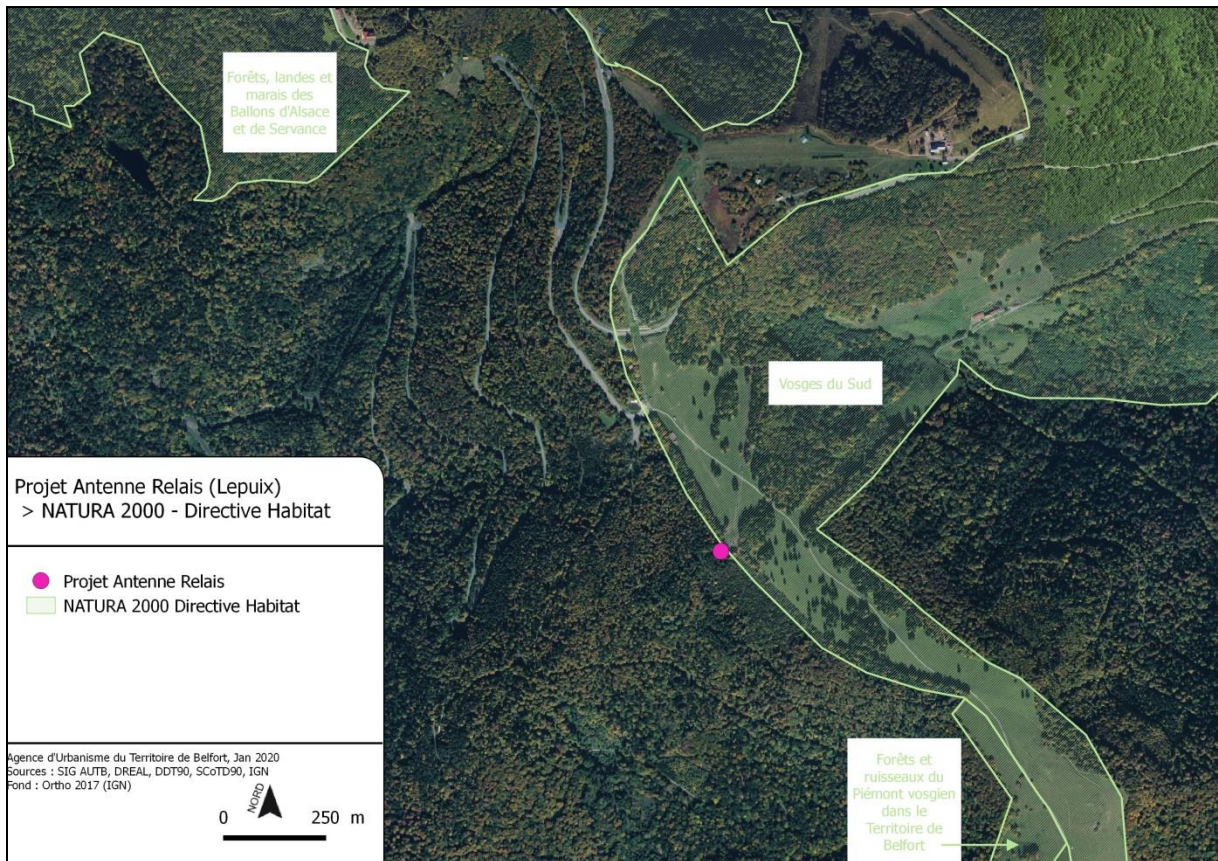 Forêts, landes et
marais des
Ballons d'Alsace
et de Servance
Vosges du Sud
Projet Antenne Relais (Lepuix)
> NATURA 2000 - Directive Habitat
Projet Antenne Relais
NATURA 2000 Directive Habitat
Agence d'Urbanisme du Territoire de Belfort, Jan 2020
Sources : SIG AUTB, DREAL, DDT90, SCoTD90, IGN
Fond : Ortho 2017 (IGN)
NORD
0 250 m
Forêts et
ruisseaux du
Piémont vosgien
dans le
Territoire de
Belfort